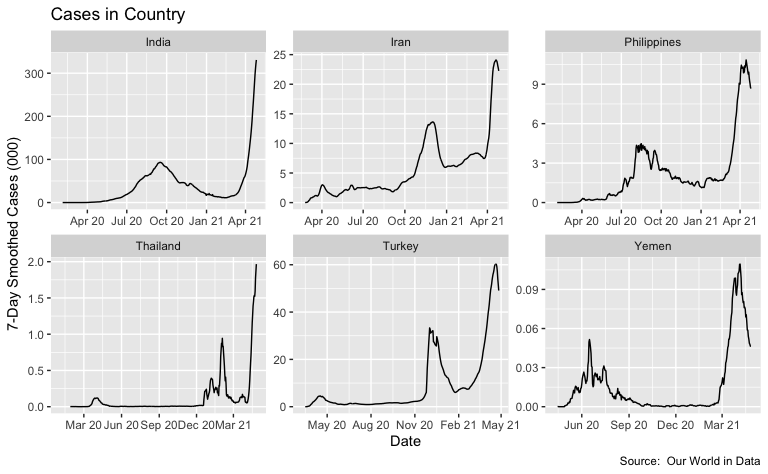 Cases in Country
India
Iran
Philippines
300
200
100
0
Apr 20 Jul 20 Oct 20 Jan 21 Apr 21
25
20
15
10
5
0
Apr 20 Jul 20 Oct 20 Jan 21 Apr 21
9
6
3
0
Apr 20 Jul 20 Oct 20 Jan 21 Apr 21
7-Day Smoothed Cases (000)
Thailand
Turkey
Yemen
2.0
1.5
1.0
0.5
0.0
Mar 20 Jun 20 Sep 20 Dec 20 Mar 21
60
40
20
0
May 20 Aug 20 Nov 20 Feb 21 May 21
0.09
0.06
0.03
0.00
Jun 20 Sep 20 Dec 20 Mar 21
Date
Source: Our World in Data